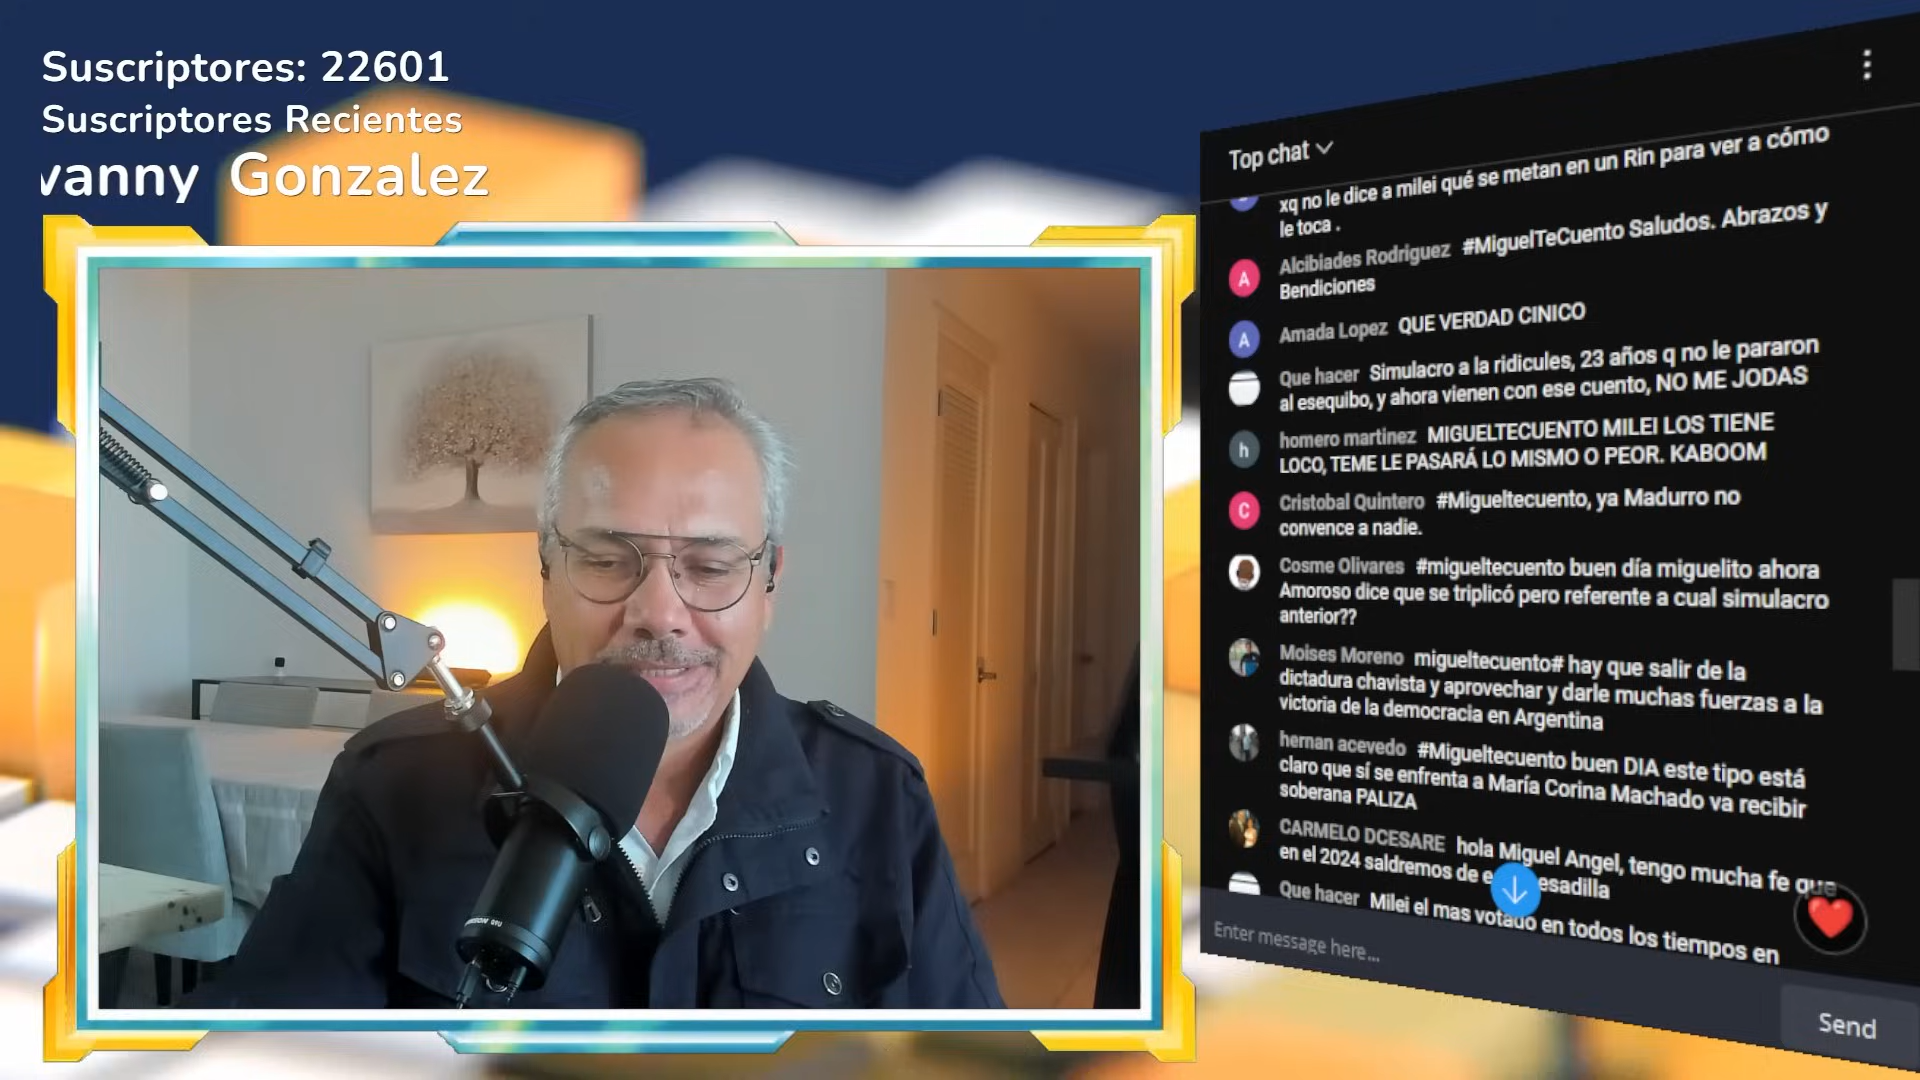 Suscriptores: 22601
Suscriptores Recientes
vanny Gonzalez
Top chat
xq no le dice a milei qué se metan en un Rin para ver a cómo
le toca .
A
Alcibiades Rodriguez #MiguelTeCuento Saludos. Abrazos y
Bendiciones
A
Amada Lopez QUE VERDAD CINICO
Que hacer Simulacro a la ridicules, 23 años q no le pararon
al esequibo, y ahora vienen con ese cuento, NO ME JODAS
h
homero martinez MIGUELTECUENTO MILEI LOS TIENE
LOCO, TEME LE PASARÁ LO MISMO O PEOR. KABOOM
C
Cristobal Quintero #Migueltecuento, ya Madurro no
convence a nadie.
Cosme Olivares #migueltecuento buen día miguelito ahora
Amoroso dice que se triplicó pero referente a cual simulacro
anterior??
Moises Moreno migueltecuento# hay que salir de la
dictadura chavista y aprovechar y darle muchas fuerzas a la
victoria de la democracia en Argentina
hernan acevedo #Migueltecuento buen DIA este tipo está
claro que sí se enfrenta a María Corina Machado va recibir
soberana PALIZA
CARMELO DCESARE hola Miguel Angel, tengo mucha fe que
en el 2024 saldremos de e esadilla
Que hacer Milei el mas votado en todos los tiempos en
Enter message here...
Send